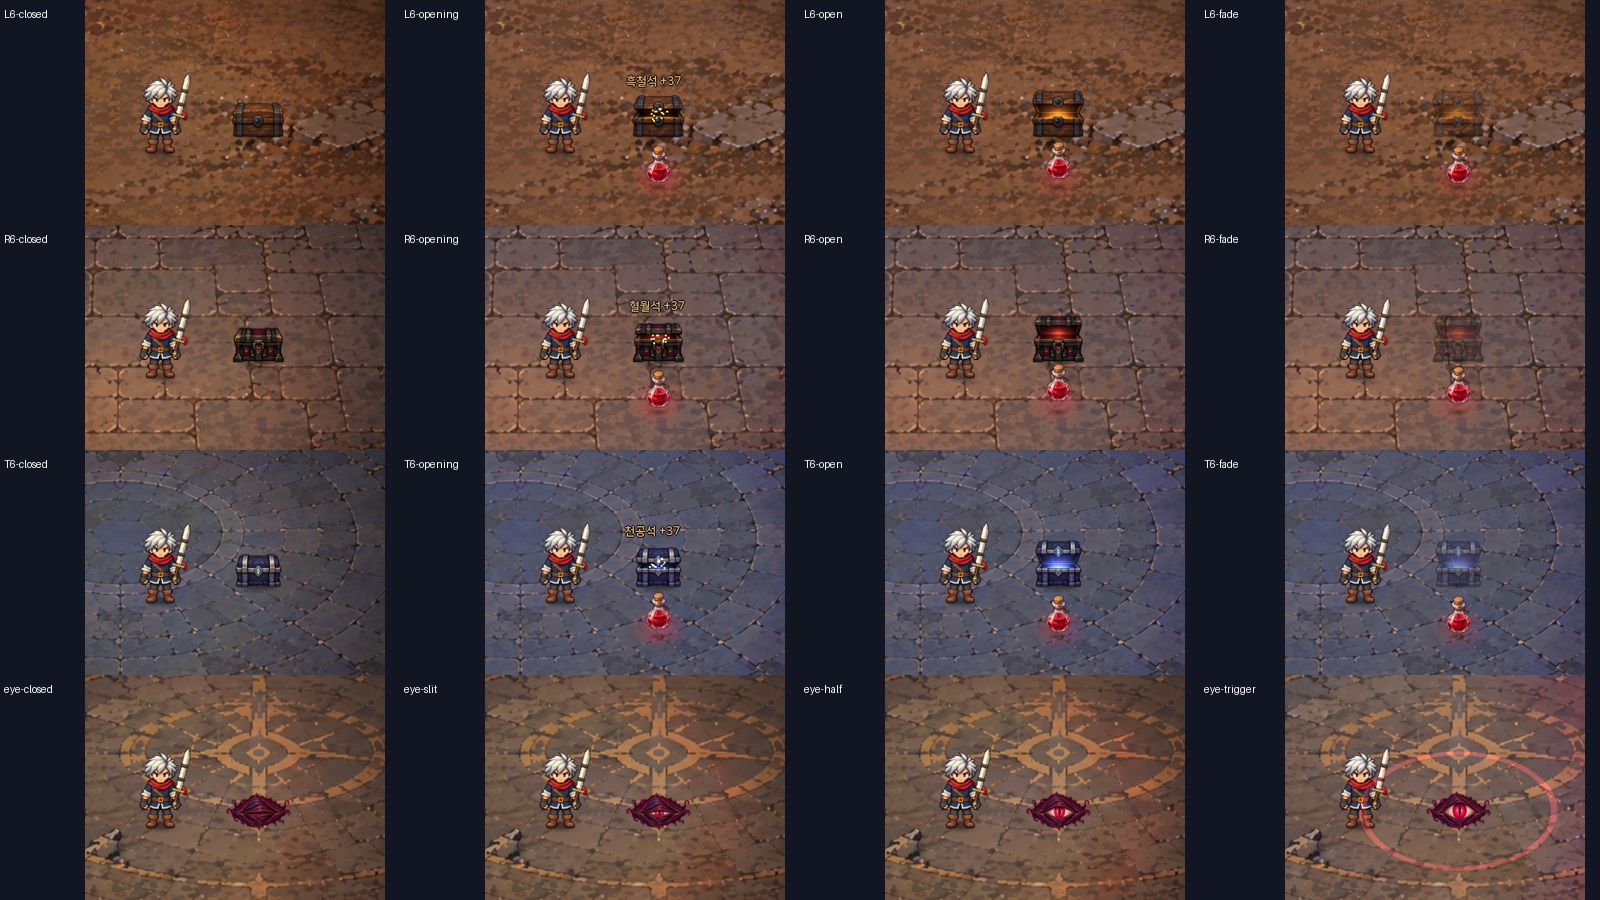 L6-closed
L6-opening
L6-open
L6-fade
흑철석 +37
R6-closed
R6-opening
R6-open
R6-fade
혈월석 +37
T6-closed
T6-opening
T6-open
T6-fade
천공석 +37
eye-closed
eye-slit
eye-half
eye-trigger